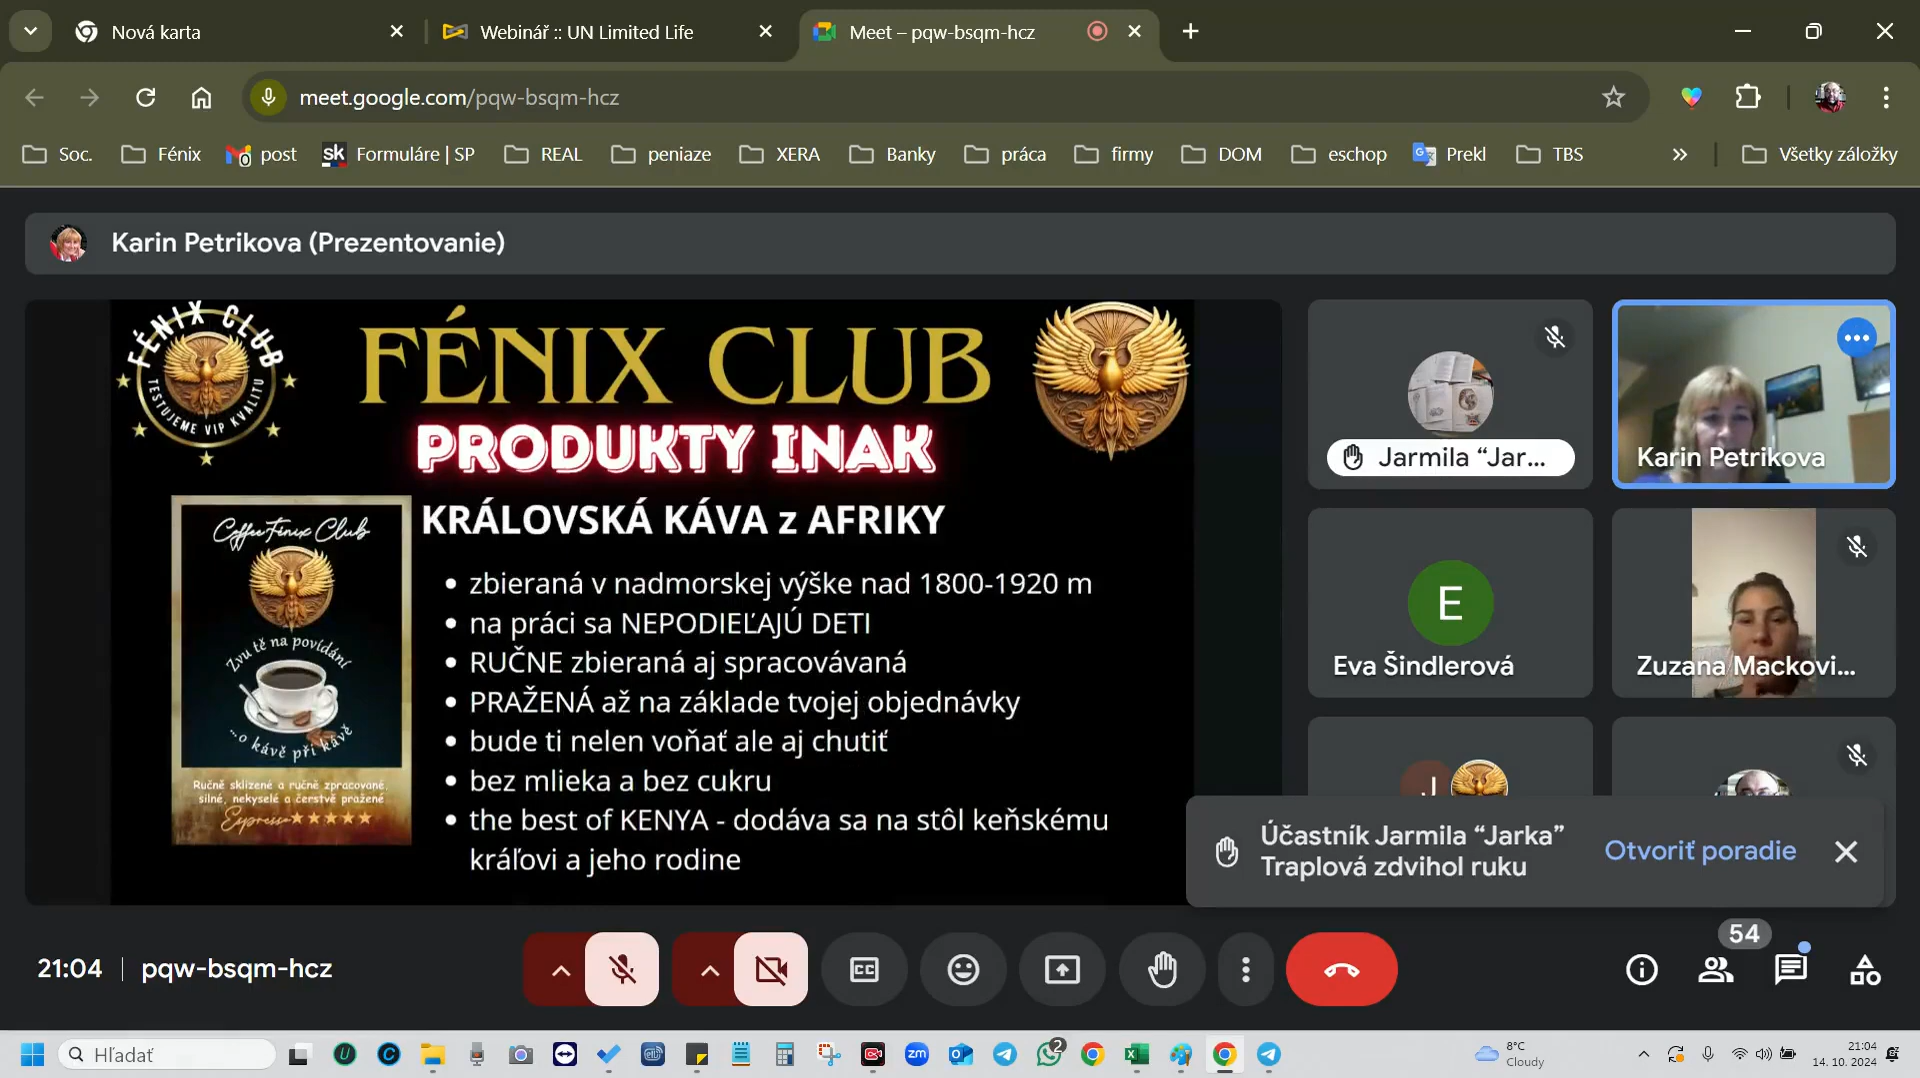 Nová karta
Webinář :: UN Limited Life
Meet – pqw-bsqm-hcz
meet.google.com/pqw-bsqm-hcz
Soc.
Fénix
post
sk Formuláre | SP
REAL
peniaze
XERA
Banky
práca
firmy
DOM
eschop
Prekl
TBS
Všetky záložky
Karin Petrikova (Prezentovanie)
FÉNIX CLUB
TESTUJEME VIP KVALITU
FÉNIX CLUB
PRODUKTY INAK
KRÁLOVSKÁ KÁVA z AFRIKY
Coffee Fénix Club
Zvu tě na povídání
...o kávě při kávě
Ručně sklizené a ručně zpracované,
silné, nekyselé a čerstvě pražené
Espresso
• zbieraná v nadmorskej výške nad 1800-1920 m
• na práci sa NEPODIEĽAJÚ DETI
• RUČNE zbieraná aj spracovávaná
• PRAŽENÁ až na základe tvojej objednávky
• bude ti nelen voňať ale aj chutiť
• bez mlieka a bez cukru
• the best of KENYA - dodáva sa na stôl keňskému
kráľovi a jeho rodine
Jarmila “Jar...
Karin Petrikova
E
Eva Šindlerová
Zuzana Mackovi...
J
Účastník Jarmila “Jarka”
Traplová zdvihol ruku
Otvoriť poradie
21:04
pqw-bsqm-hcz
54
Hľadať
zm
2
8°C
Cloudy
21:04
14. 10. 2024